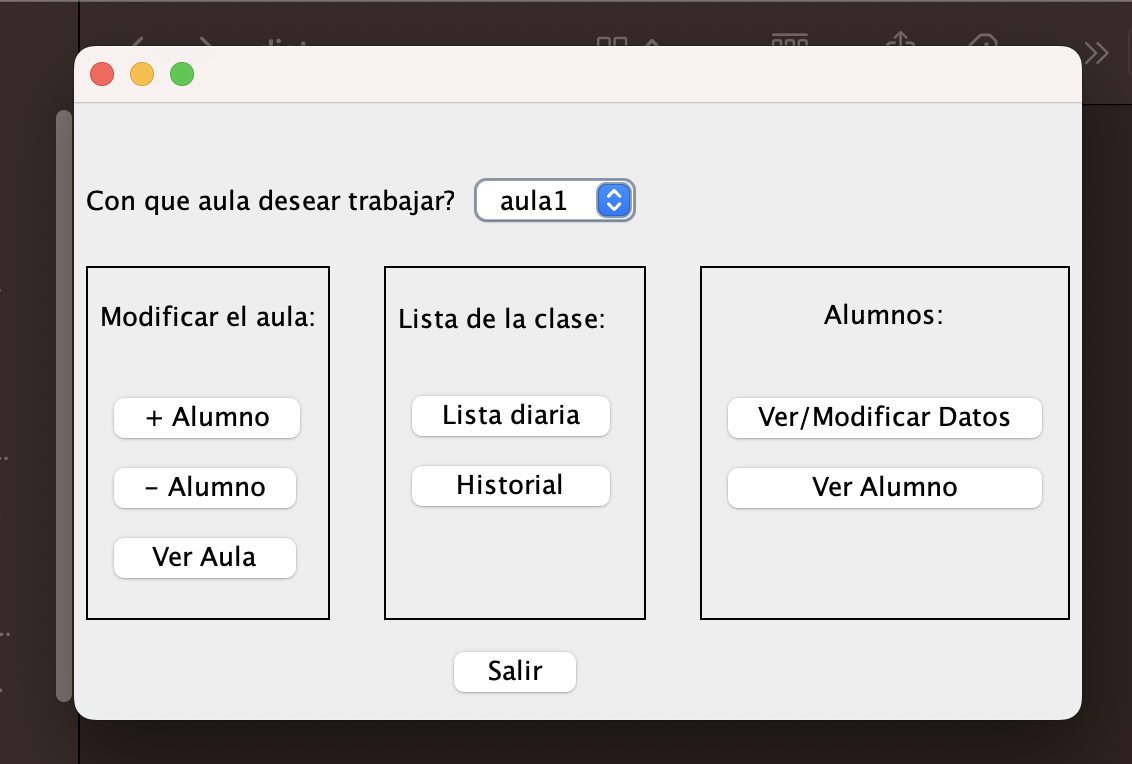 Con que aula desear trabajar? aula1
Modificar el aula:
+ Alumno
- Alumno
Ver Aula
Lista de la clase:
Lista diaria
Historial
Alumnos:
Ver/Modificar Datos
Ver Alumno
Salir